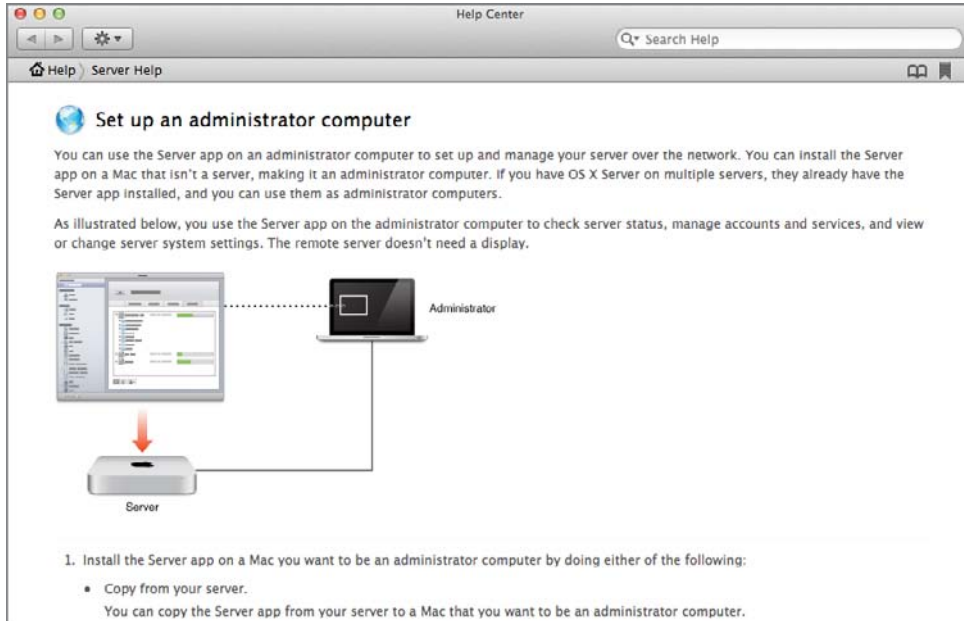 Help Center
Search Help
Help
Server Help
Set up an administrator computer
You can use the Server app on an administrator computer to set up and manage your server over the network. You can install the Server
app on a Mac that isn't a server, making it an administrator computer. If you have OS X Server on multiple servers, they already have the
Server app installed, and you can use them as administrator computers.
As illustrated below, you use the Server app on the administrator computer to check server status, manage accounts and services, and view
or change server system settings. The remote server doesn't need a display.
Administrator
Server
1. Install the Server app on a Mac you want to be an administrator computer by doing either of the following:
• Copy from your server.
You can copy the Server app from your server to a Mac that you want to be an administrator computer.